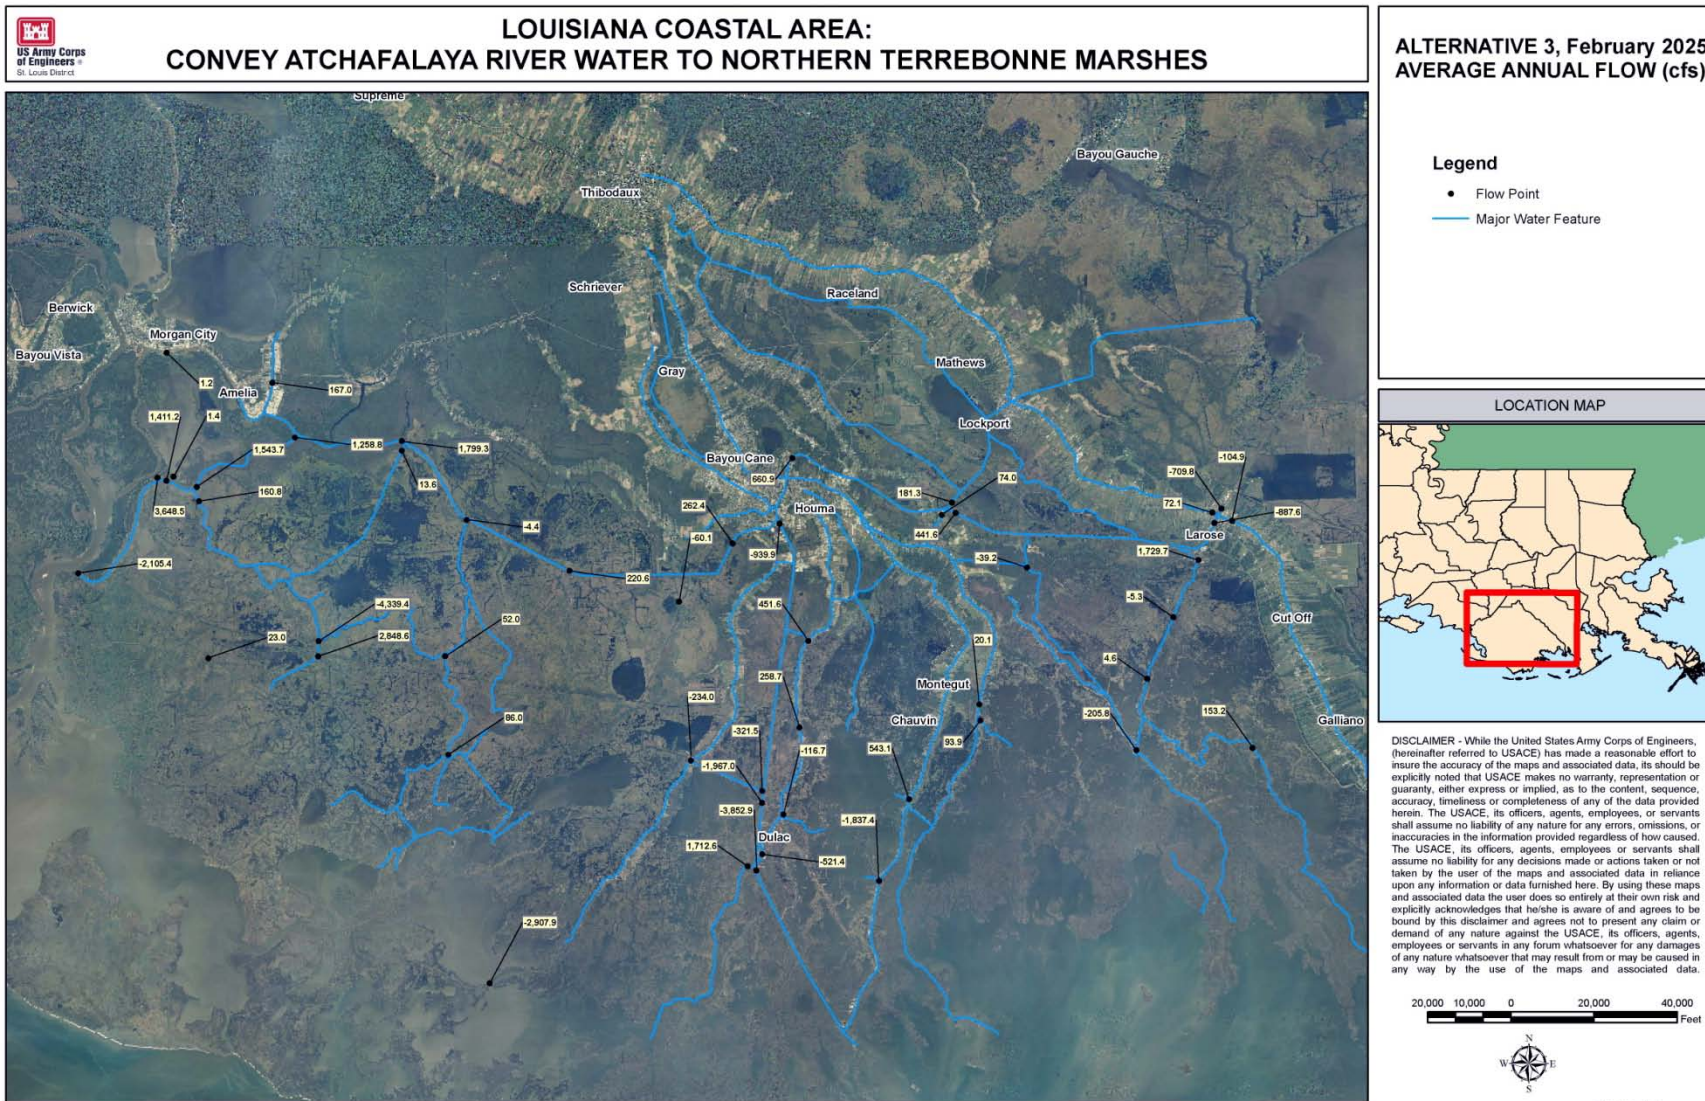 US Army Corps
of Engineers ®
St. Louis District
LOUISIANA COASTAL AREA:
CONVEY ATCHAFALAYA RIVER WATER TO NORTHERN TERREBONNE MARSHES
ALTERNATIVE 3, February 2025
AVERAGE ANNUAL FLOW (cfs)
Legend
Flow Point
Major Water Feature
LOCATION MAP
Supreme
Bayou Gauche
Thibodaux
Schriever
Raceland
Berwick
Morgan City
Bayou Vista
Mathews
Gray
1.2
167.0
Amelia
1,411.2
1.4
Lockport
1,543.7
1,258.8
1,799.3
Bayou Cane
-104.9
-709.8
660.9
74.0
13.6
160.8
181.3
72.1
262.4
Houma
3,648.5
-887.6
-4.4
441.6
Larose
-60.1
-939.9
1,729.7
-39.2
-2,105.4
220.6
-5.3
-4,339.4
451.6
52.0
Cut Off
23.0
2,848.6
20.1
4.6
258.7
Montegut
-234.0
153.2
86.0
Chauvin
-205.8
Galliano
-321.5
543.1
93.9
-116.7
-1,967.0
-3,852.9
-1,837.4
Dulac
1,712.6
-521.4
-2,907.9
DISCLAIMER - While the United States Army Corps of Engineers,
(hereinafter referred to USACE) has made a reasonable effort to
insure the accuracy of the maps and associated data, its should be
explicitly noted that USACE makes no warranty, representation or
guaranty, either express or implied, as to the content, sequence,
accuracy, timeliness or completeness of any of the data provided
herein. The USACE, its officers, agents, employees, or servants
shall assume no liability of any nature for any errors, omissions, or
inaccuracies in the information provided regardless of how caused.
The USACE, its officers, agents, employees or servants shall
assume no liability for any decisions made or actions taken or not
taken by the user of the maps and associated data in reliance
upon any information or data furnished here. By using these maps
and associated data the user does so entirely at their own risk and
explicitly acknowledges that he/she is aware of and agrees to be
bound by this disclaimer and agrees not to present any claim or
demand of any nature against the USACE, its officers, agents,
employees or servants in any forum whatsoever for any damages
of any nature whatsoever that may result from or may be caused in
any way by the use of the maps and associated data.
20,000 10,000 0 20,000 40,000
Feet
N
W E
S